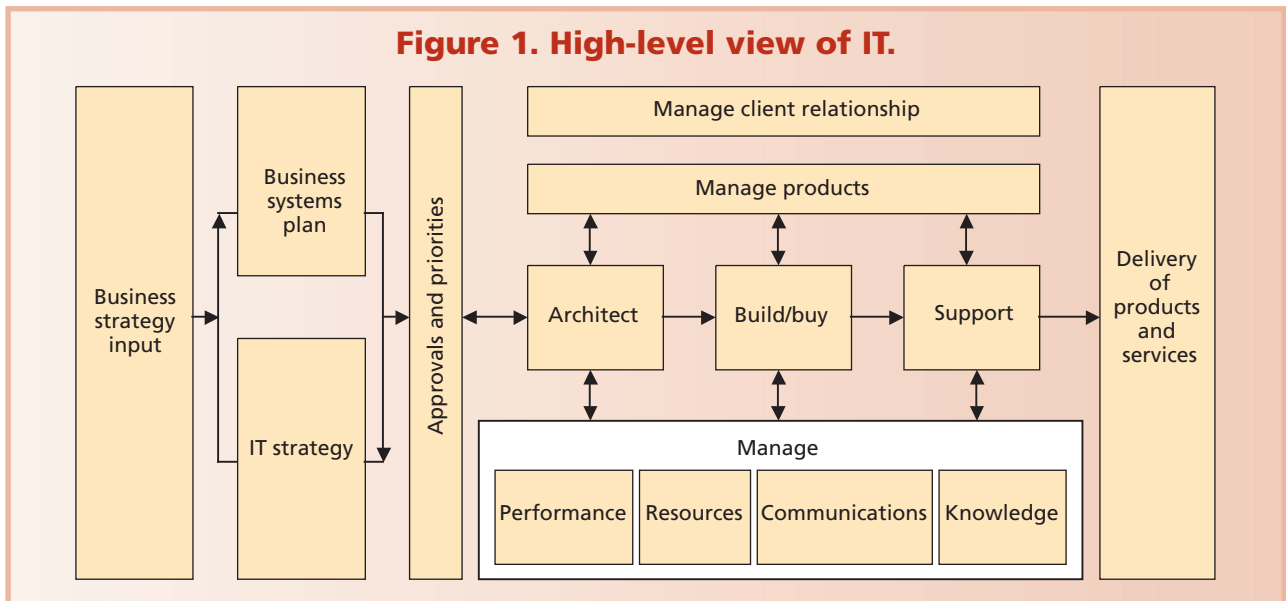 Figure 1. High-level view of IT.
Business
strategy
input
Business
systems
plan
IT strategy
Approvals and priorities
Manage client relationship
Manage products
Architect
Build/buy
Support
Manage
Performance
Resources
Communications
Knowledge
Delivery
of
products
and
services